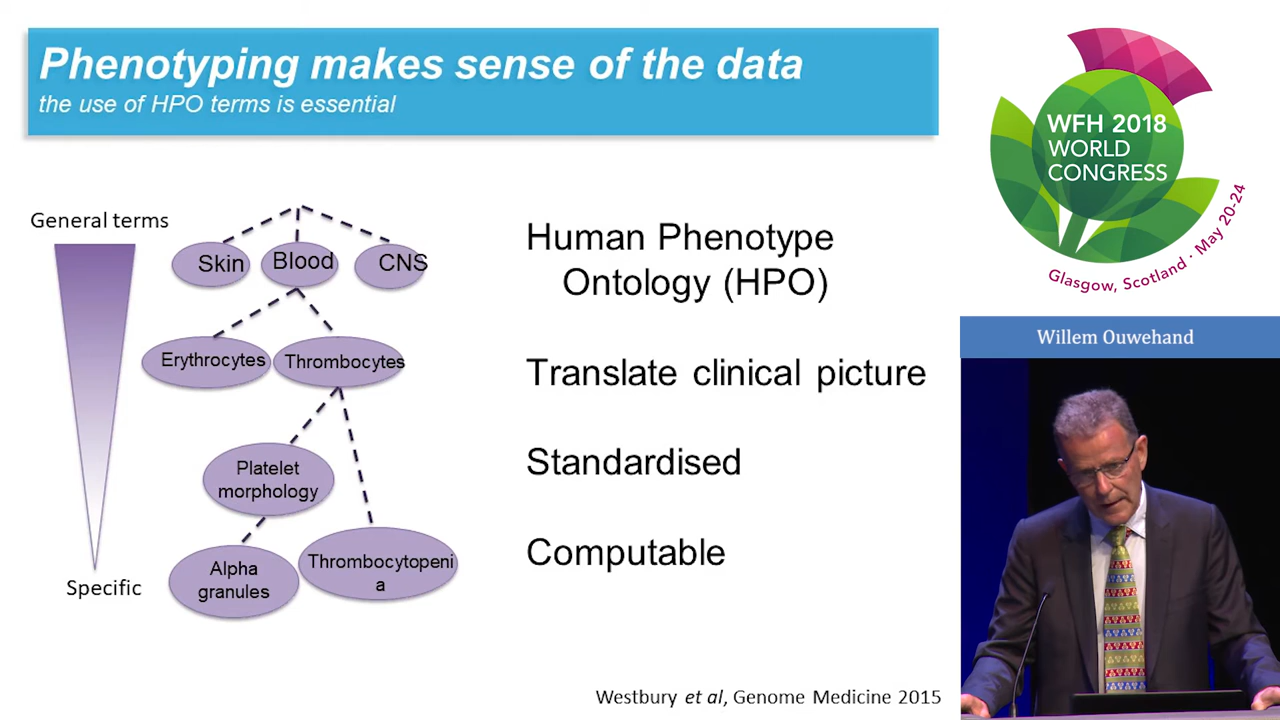 Phenotyping makes sense of the data
the use of HPO terms is essential
General terms
Skin
Blood
CNS
Erythrocytes
Thrombocytes
Platelet
morphology
Alpha
granules
Thrombocytopeni
a
Specific
Human Phenotype
Ontology (HPO)
Translate clinical picture
Standardised
Computable
Westbury et al, Genome Medicine 2015
WFH 2018
WORLD
CONGRESS
Glasgow, Scotland · May 20-24
Willem Ouwehand